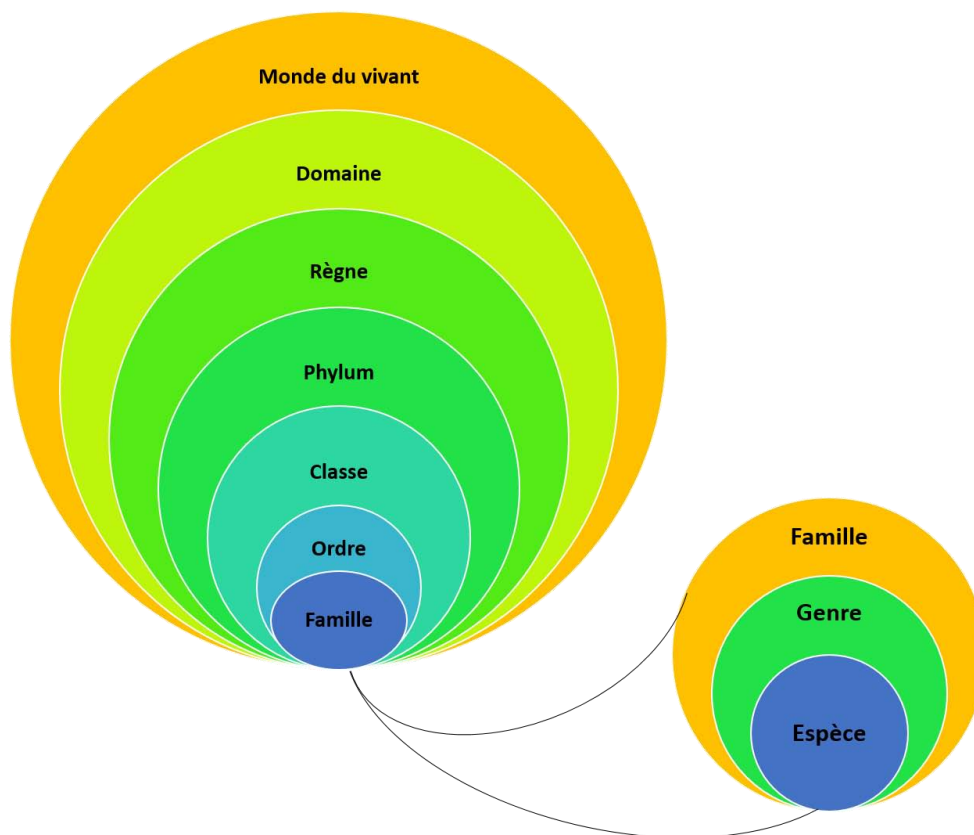 Monde du vivant
Domaine
Règne
Phylum
Classe
Ordre
Famille
Famille
Genre
Espèce